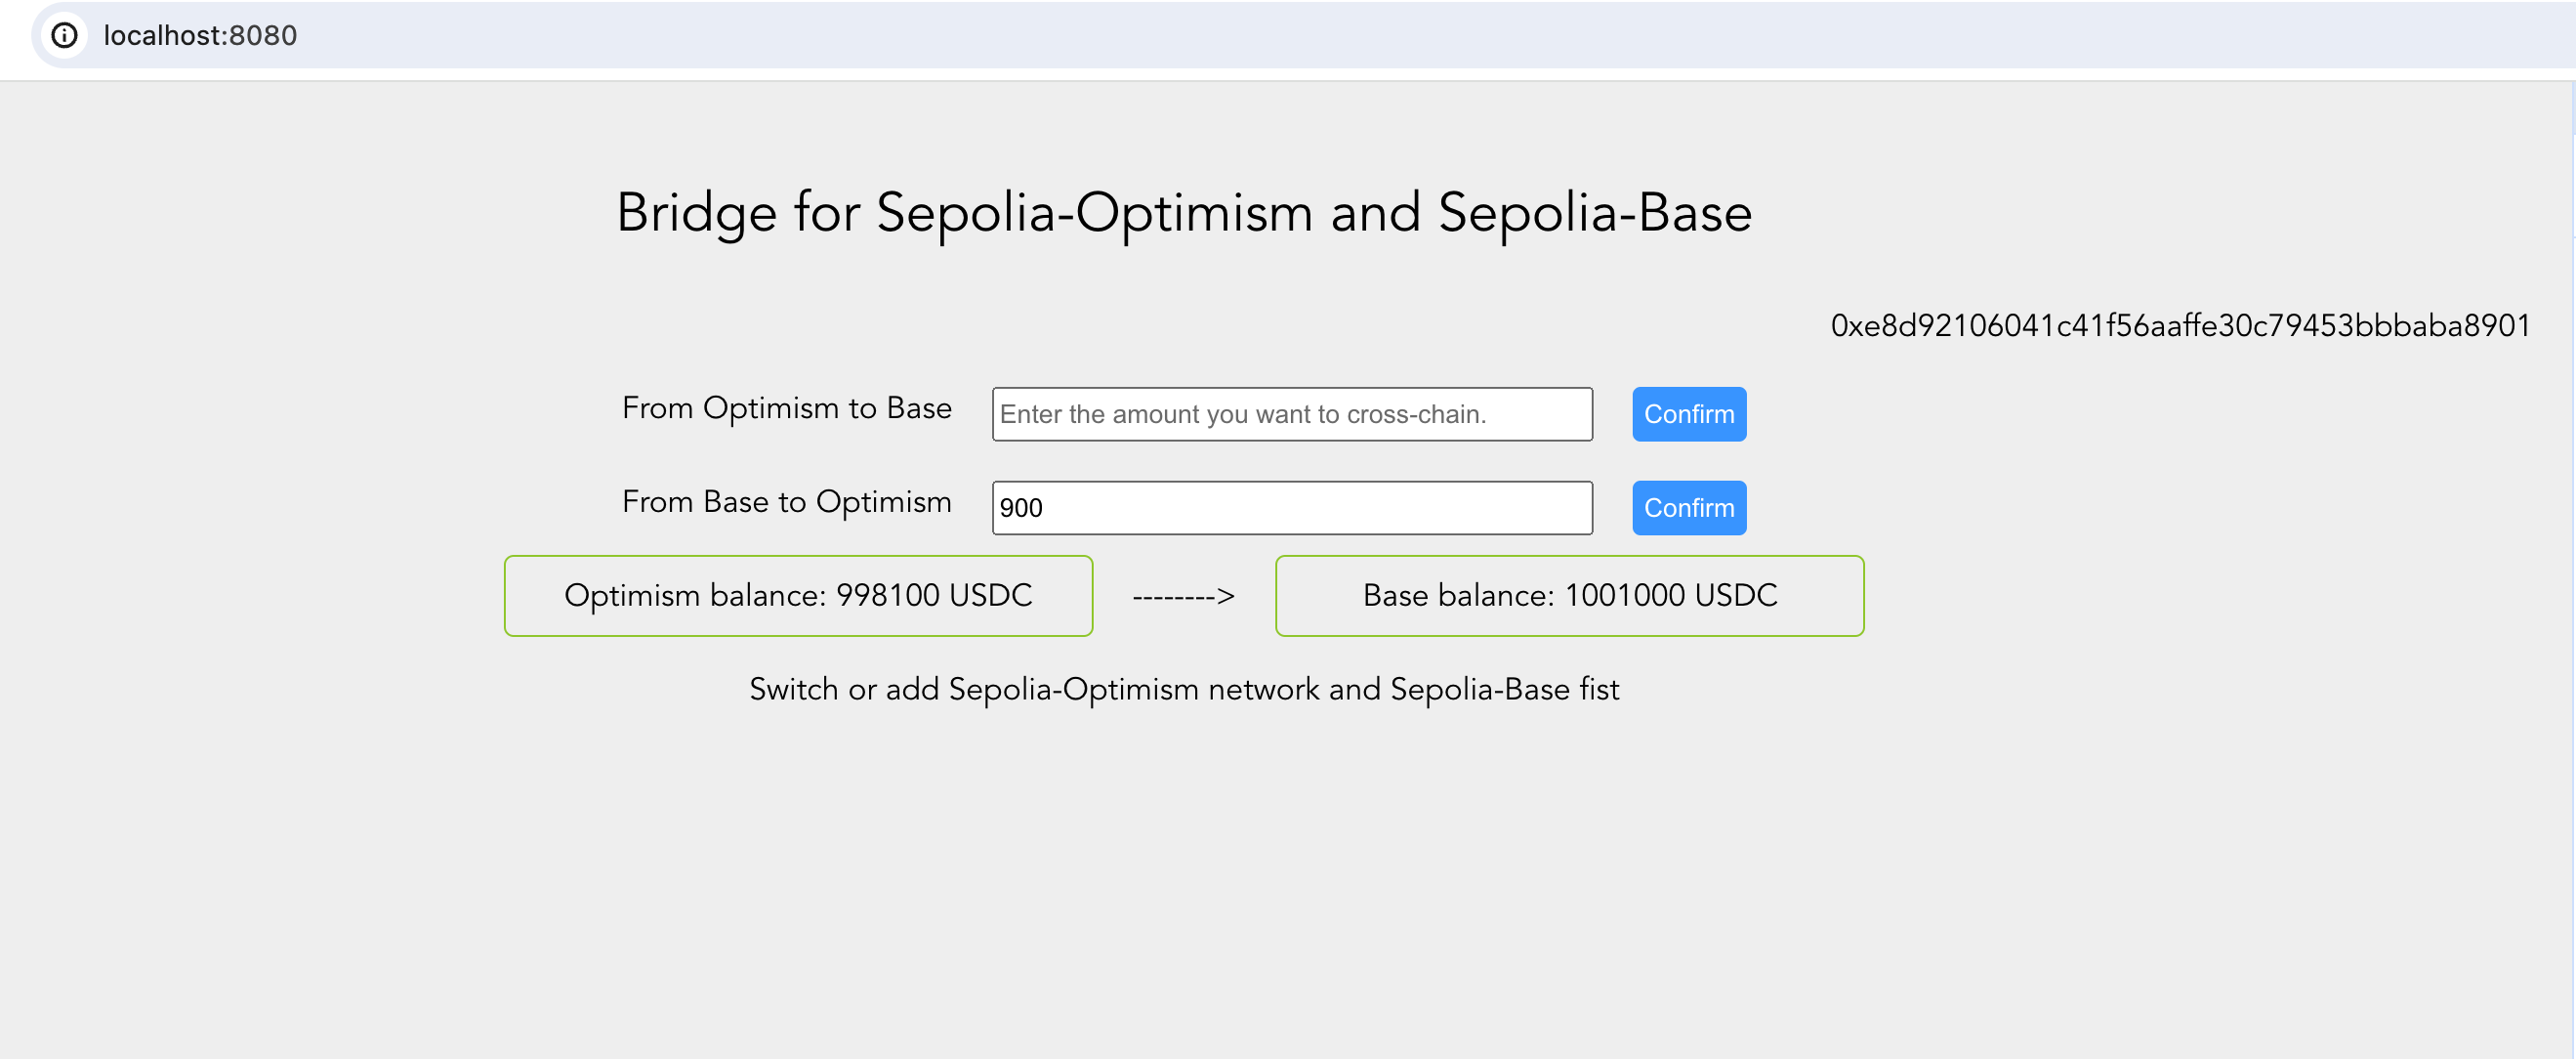 localhost:8080
Bridge for Sepolia-Optimism and Sepolia-Base
0xe8d92106041c41f56aaffe30c79453bbbaba8901
From Optimism to Base Enter the amount you want to cross-chain. Confirm
From Base to Optimism 900 Confirm
Optimism balance: 998100 USDC --------> Base balance: 1001000 USDC
Switch or add Sepolia-Optimism network and Sepolia-Base fist